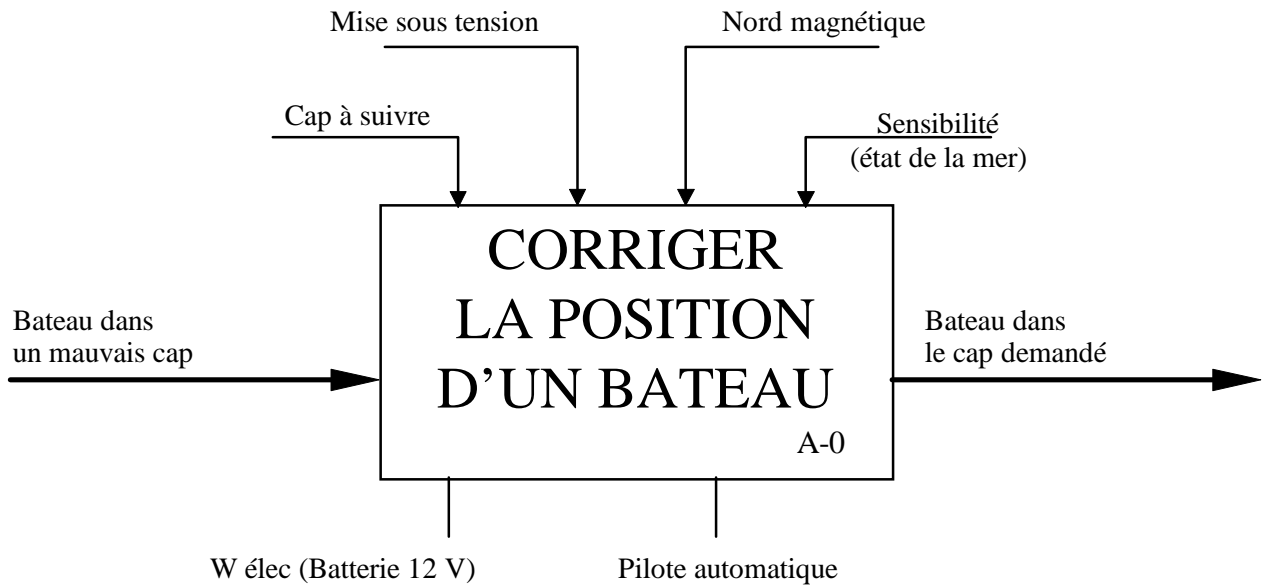 Mise sous tension
Nord magnétique
Cap à suivre
Sensibilité
(état de la mer)
CORRIGER
LA POSITION
D’UN BATEAU
A-0
Bateau dans
un mauvais cap
Bateau dans
le cap demandé
W élec (Batterie 12 V)
Pilote automatique